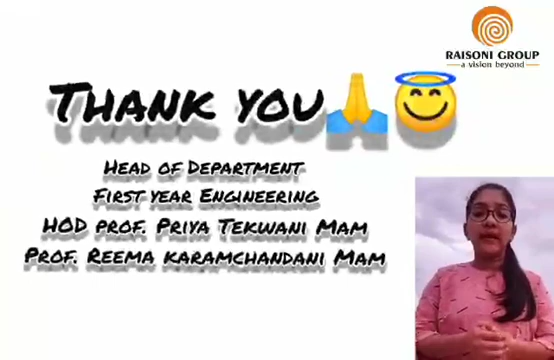 RAISONI GROUP
a vision beyond
THANK YOU
HEAD OF DEPARTMENT
FIRST YEAR ENGINEERING
HOD PROF. PRIYA TEKWANI MAM
PROF. REEMA KARAMCHANDANI MAM